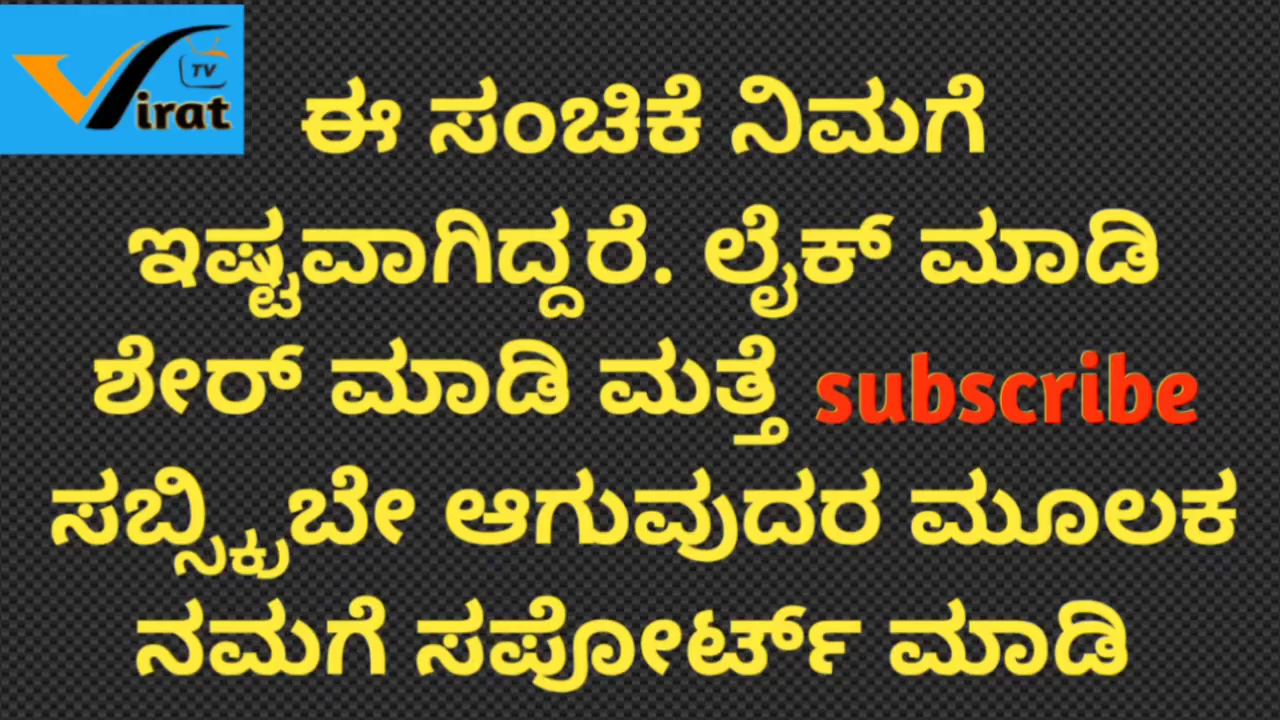 Virat TV
ಈ ಸಂಚಿಕೆ ನಿಮಗೆ
ಇಷ್ಟವಾಗಿದ್ದರೆ. ಲೈಕ್ ಮಾಡಿ
ಶೇರ್ ಮಾಡಿ ಮತ್ತೆ subscribe
ಸಬ್ಸ್ಕ್ರಿಬೇ ಆಗುವುದರ ಮೂಲಕ
ನಮಗೆ ಸಪೋರ್ಟ್ ಮಾಡಿ